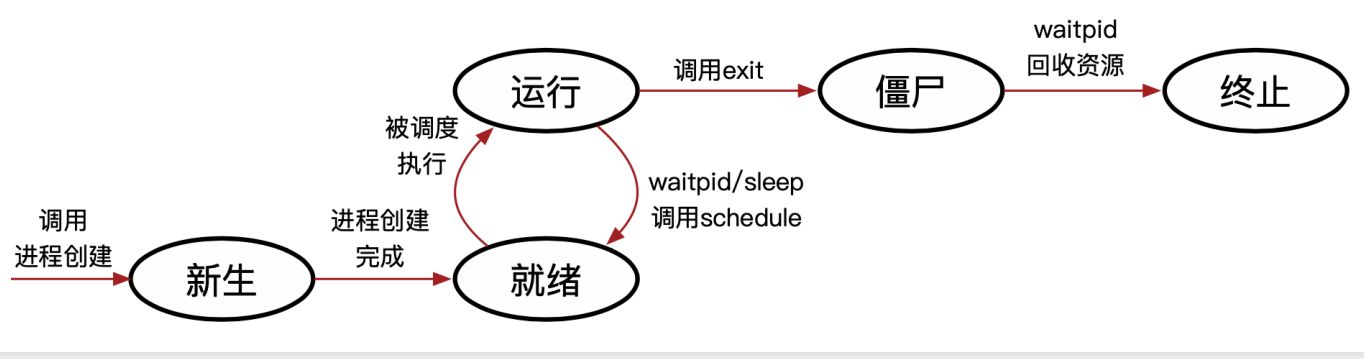 waitpid
回收资源
运行
调用exit
僵尸
终止
被调度
执行
waitpid/sleep
调用schedule
调用
进程创建
进程创建
完成
新生
就绪